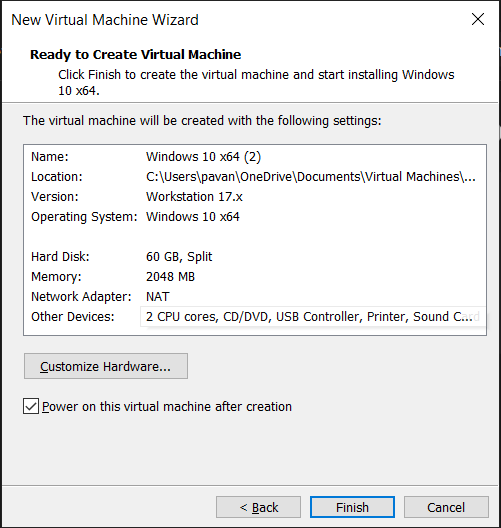 New Virtual Machine Wizard
Ready to Create Virtual Machine
Click Finish to create the virtual machine and start installing Windows
10 x64.
The virtual machine will be created with the following settings:
Name: Windows 10 x64 (2)
Location: C:\Users\pavan\OneDrive\Documents\Virtual Machines\...
Version: Workstation 17.x
Operating System: Windows 10 x64
Hard Disk: 60 GB, Split
Memory: 2048 MB
Network Adapter: NAT
Other Devices: 2 CPU cores, CD/DVD, USB Controller, Printer, Sound C...
Customize Hardware...
Power on this virtual machine after creation
< Back Finish Cancel